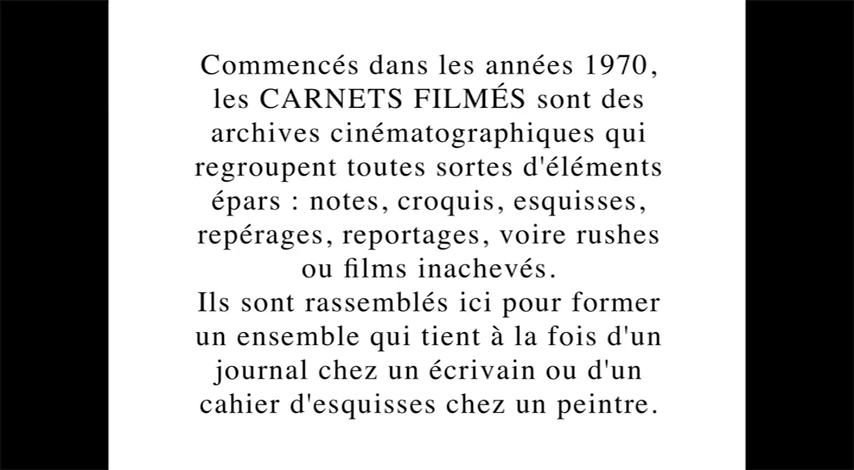 Commencés dans les années 1970,
les CARNETS FILMÉS sont des
archives cinématographiques qui
regroupent toutes sortes d'éléments
épars : notes, croquis, esquisses,
repérages, reportages, voire rushes
ou films inachevés.
Ils sont rassemblés ici pour former
un ensemble qui tient à la fois d'un
journal chez un écrivain ou d'un
cahier d'esquisses chez un peintre.